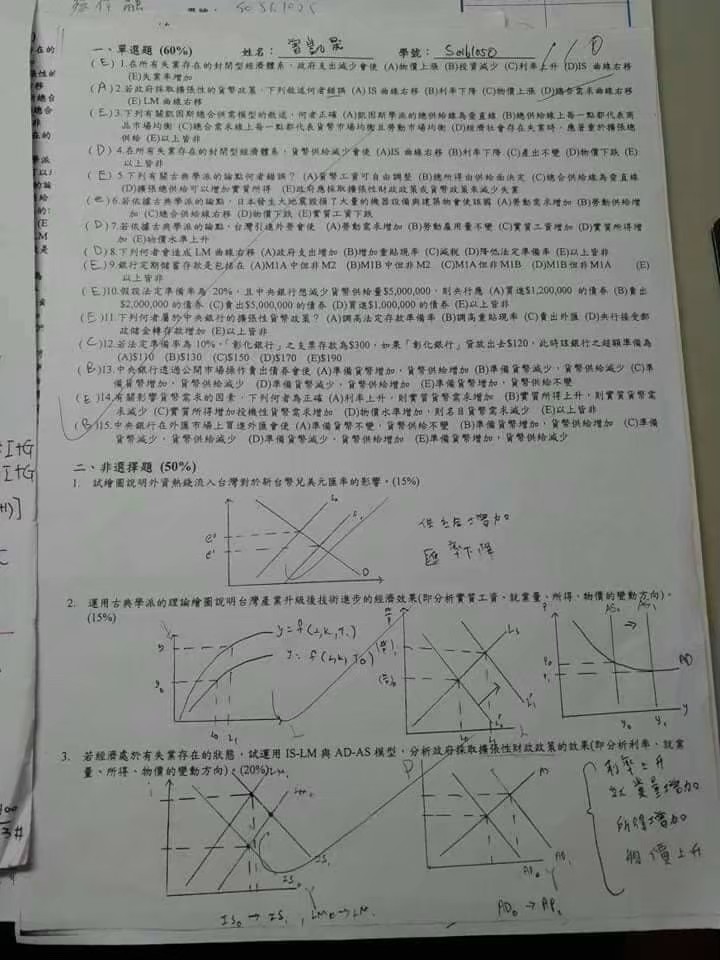 一、單選題 (60%) 姓名： 學號： S0161050
(E) 1.在所有失業存在的封閉型經濟體系，政府支出減少會使 (A)物價上漲 (B)投資減少 (C)利率上升 (D)IS 曲線右移
(E)失業率增加
(A) 2.若政府採取擴張性的貨幣政策，下列敘述何者錯誤 (A)IS 曲線右移 (B)利率下降 (C)物價上漲 (D)總合需求曲線右移
(E) LM 曲線右移
(E) 3.下列有關凱因斯總合供需模型的敘述，何者正確 (A)凱因斯學派的總供給線為垂直線 (B)總供給線上每一點都代表商
品市場均衡 (C)總合需求線上每一點都代表貨幣市場均衡且勞動市場均衡 (D)經濟社會存在失業時，應著重於擴張總
供給 (E)以上皆非
(D) 4.在所有失業存在的封閉型經濟體系，貨幣供給減少會使 (A)IS 曲線右移 (B)利率下降 (C)產出不變 (D)物價下跌 (E)
以上皆非
(E) 5.下列有關古典學派的論點何者錯誤？ (A)貨幣工資可自由調整 (B)總所得由供給面決定 (C)總合供給線為垂直線
(D)擴張總供給可以增加實質所得 (E)政府應採取擴張性財政政策或貨幣政策來減少失業
(C) 6.若依據古典學派的論點，日本發生大地震毀損了大量的機器設備與建築物會使該國 (A)勞動需求增加 (B)勞動供給增
加 (C)總合供給線右移 (D)物價下跌 (E)實質工資下跌
(D) 7.若依據古典學派的論點，台灣引進外勞會使 (A)勞動需求增加 (B)勞動雇用量不變 (C)實質工資增加 (D)實質所得增
加 (E)物價水準上升
(D) 8.下列何者會造成 LM 曲線右移 (A)政府支出增加 (B)增加重貼現率 (C)減稅 (D)降低法定準備率 (E)以上皆非
(E) 9.銀行定期儲蓄存款是包括在 (A)M1A 中但非 M2 (B)M1B 中但非 M2 (C)M1A 但非 M1B (D)M1B 但非 M1A (E)
以上皆非
(E)10.假設法定準備率為 20%，且中央銀行想減少貨幣供給量$5,000,000，則央行應 (A)買進$1,200,000 的債券 (B)賣出
$2,000,000 的債券 (C)賣出$5,000,000 的債券 (D)買進$1,000,000 的債券 (E)以上皆非
(E)11.下列何者屬於中央銀行的擴張性貨幣政策？ (A)調高法定存款準備率 (B)調高重貼現率 (C)賣出外匯 (D)央行接受郵
政儲金轉存款增加 (E)以上皆非
(C)12.若法定準備率為 10%，「彰化銀行」之支票存款為$300，如果「彰化銀行」貸放出去$120，此時該銀行之超額準備為
(A)$110 (B)$130 (C)$150 (D)$170 (E)$190
(B)13.中央銀行透過公開市場操作賣出債券會使 (A)準備貨幣增加，貨幣供給增加 (B)準備貨幣減少，貨幣供給減少 (C)準
備貨幣增加，貨幣供給減少 (D)準備貨幣減少，貨幣供給增加 (E)準備貨幣增加，貨幣供給不變
(E)14.有關影響貨幣需求的因素，下列何者為正確 (A)利率上升，則實質貨幣需求增加 (B)實質所得上升，則實質貨幣需
求減少 (C)實質所得增加投機性貨幣需求增加 (D)物價水準增加，則名目貨幣需求減少 (E)以上皆非
(B)15.中央銀行在外匯市場上買進外匯會使 (A)準備貨幣不變，貨幣供給不變 (B)準備貨幣增加，貨幣供給增加 (C)準備
貨幣減少，貨幣供給減少 (D)準備貨幣減少，貨幣供給增加 (E)準備貨幣增加，貨幣供給減少
二、非選擇題 (50%)
1. 試繪圖說明外資熱錢流入台灣對於新台幣兌美元匯率的影響。(15%)
S0
S1
e0
e1
D
供給增加
匯率下降
2. 運用古典學派的理論繪圖說明台灣產業升級後技術進步的經濟效果(即分析實質工資、就業量、所得、物價的變動方向)。
(15%)
y=f(L,K,T1)
y=f(L,K,T0)
y0
L0 L1
AS0 AS1
P0
P1
AD
y0 y1 y
3. 若經濟處於有失業存在的狀態，試運用 IS-LM 與 AD-AS 模型，分析政府採取擴張性財政政策的效果(即分析利率、就業
量、所得、物價的變動方向)。(20%)
LM1
LM0
IS1
IS0
Y
IS0 → IS1 , LM0 → LM1
P
AD0
AD1
Y
AD0 → AD1
利率上升
就業量增加
所得增加
物價上升